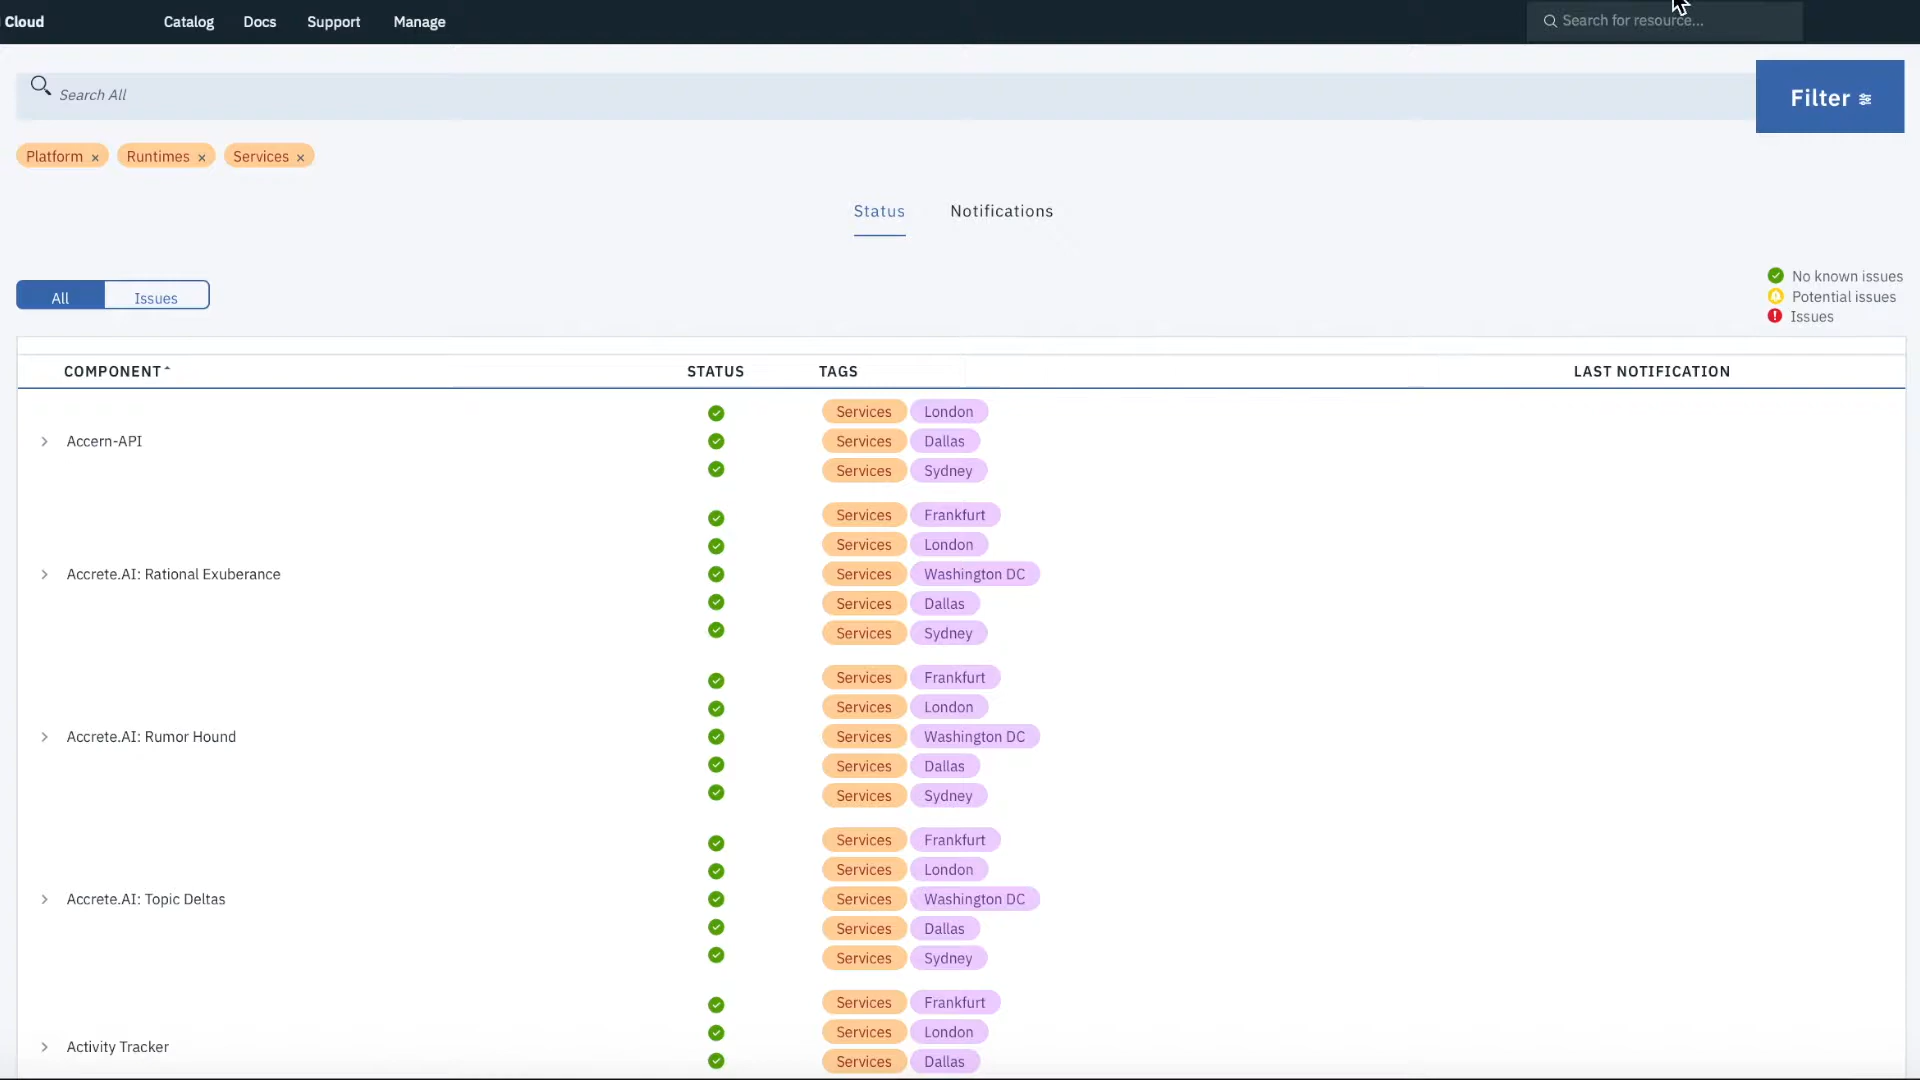 Cloud Catalog Docs Support Manage Search for resource...
Search All Filter
Platform × Runtimes × Services ×
Status Notifications
All Issues
No known issues
Potential issues
Issues
COMPONENT STATUS TAGS LAST NOTIFICATION
Accern-API
Services London
Services Dallas
Services Sydney
Accrete.AI: Rational Exuberance
Services Frankfurt
Services London
Services Washington DC
Services Dallas
Services Sydney
Accrete.AI: Rumor Hound
Services Frankfurt
Services London
Services Washington DC
Services Dallas
Services Sydney
Accrete.AI: Topic Deltas
Services Frankfurt
Services London
Services Washington DC
Services Dallas
Services Sydney
Activity Tracker
Services Frankfurt
Services London
Services Dallas